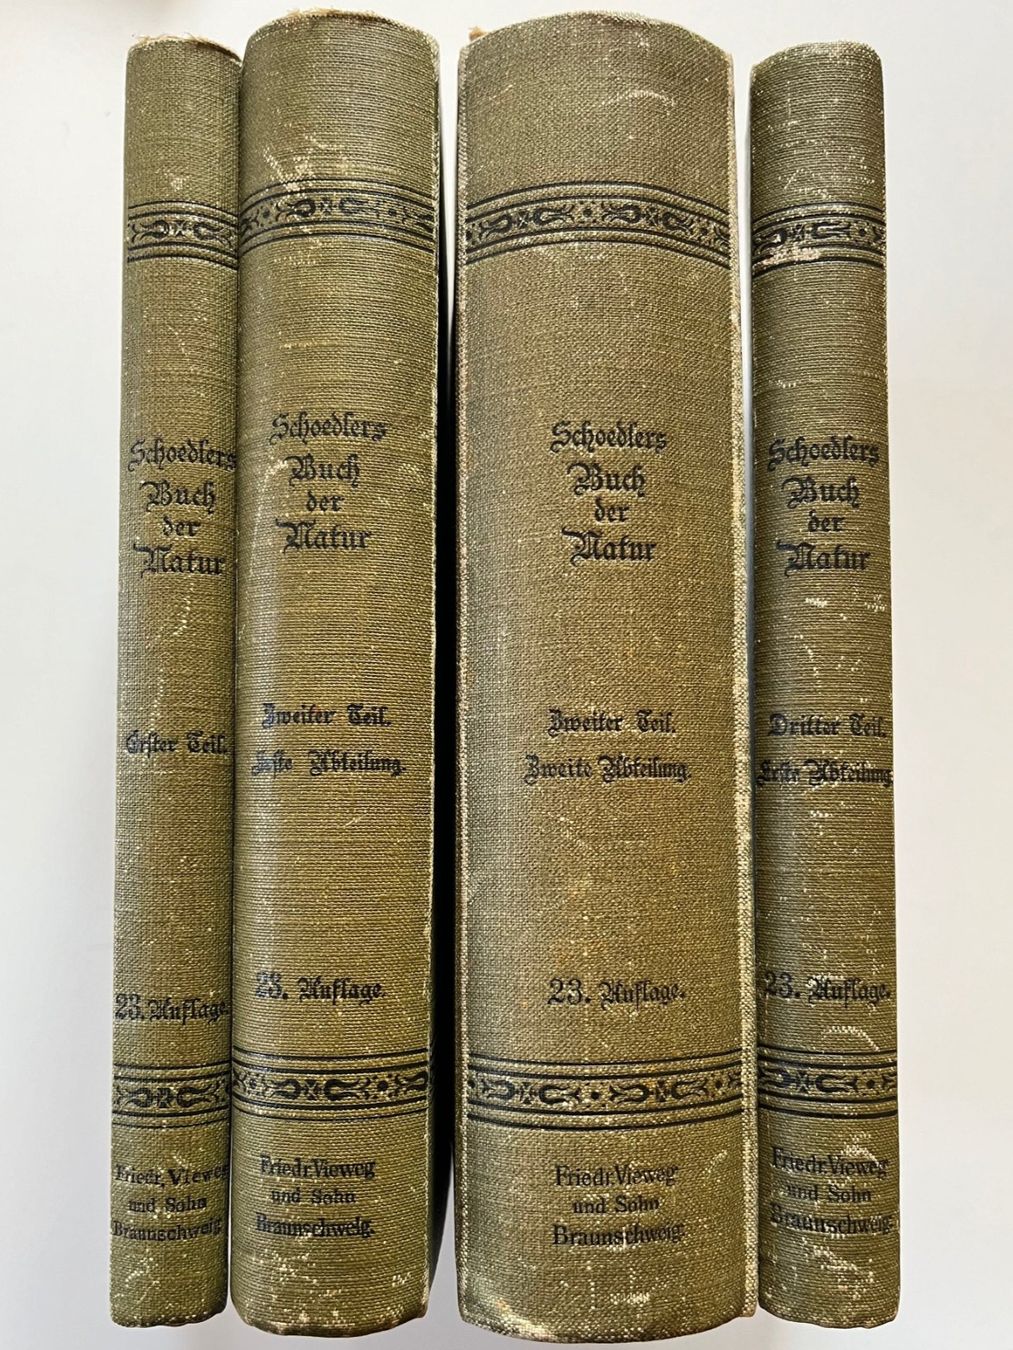 Schoedlers
Buch
der
Natur
Erster Teil.
23. Auflage.
Friedr. Vieweg
und Sohn
Braunschweig.
Schoedlers
Buch
der
Natur
Zweiter Teil.
Erste Abteilung.
23. Auflage.
Friedr. Vieweg
und Sohn
Braunschweig.
Schoedlers
Buch
der
Natur
Zweiter Teil.
Zweite Abteilung.
23. Auflage.
Friedr. Vieweg
und Sohn
Braunschweig.
Schoedlers
Buch
der
Natur
Dritter Teil.
Erste Abteilung.
23. Auflage.
Friedr. Vieweg
und Sohn
Braunschweig.